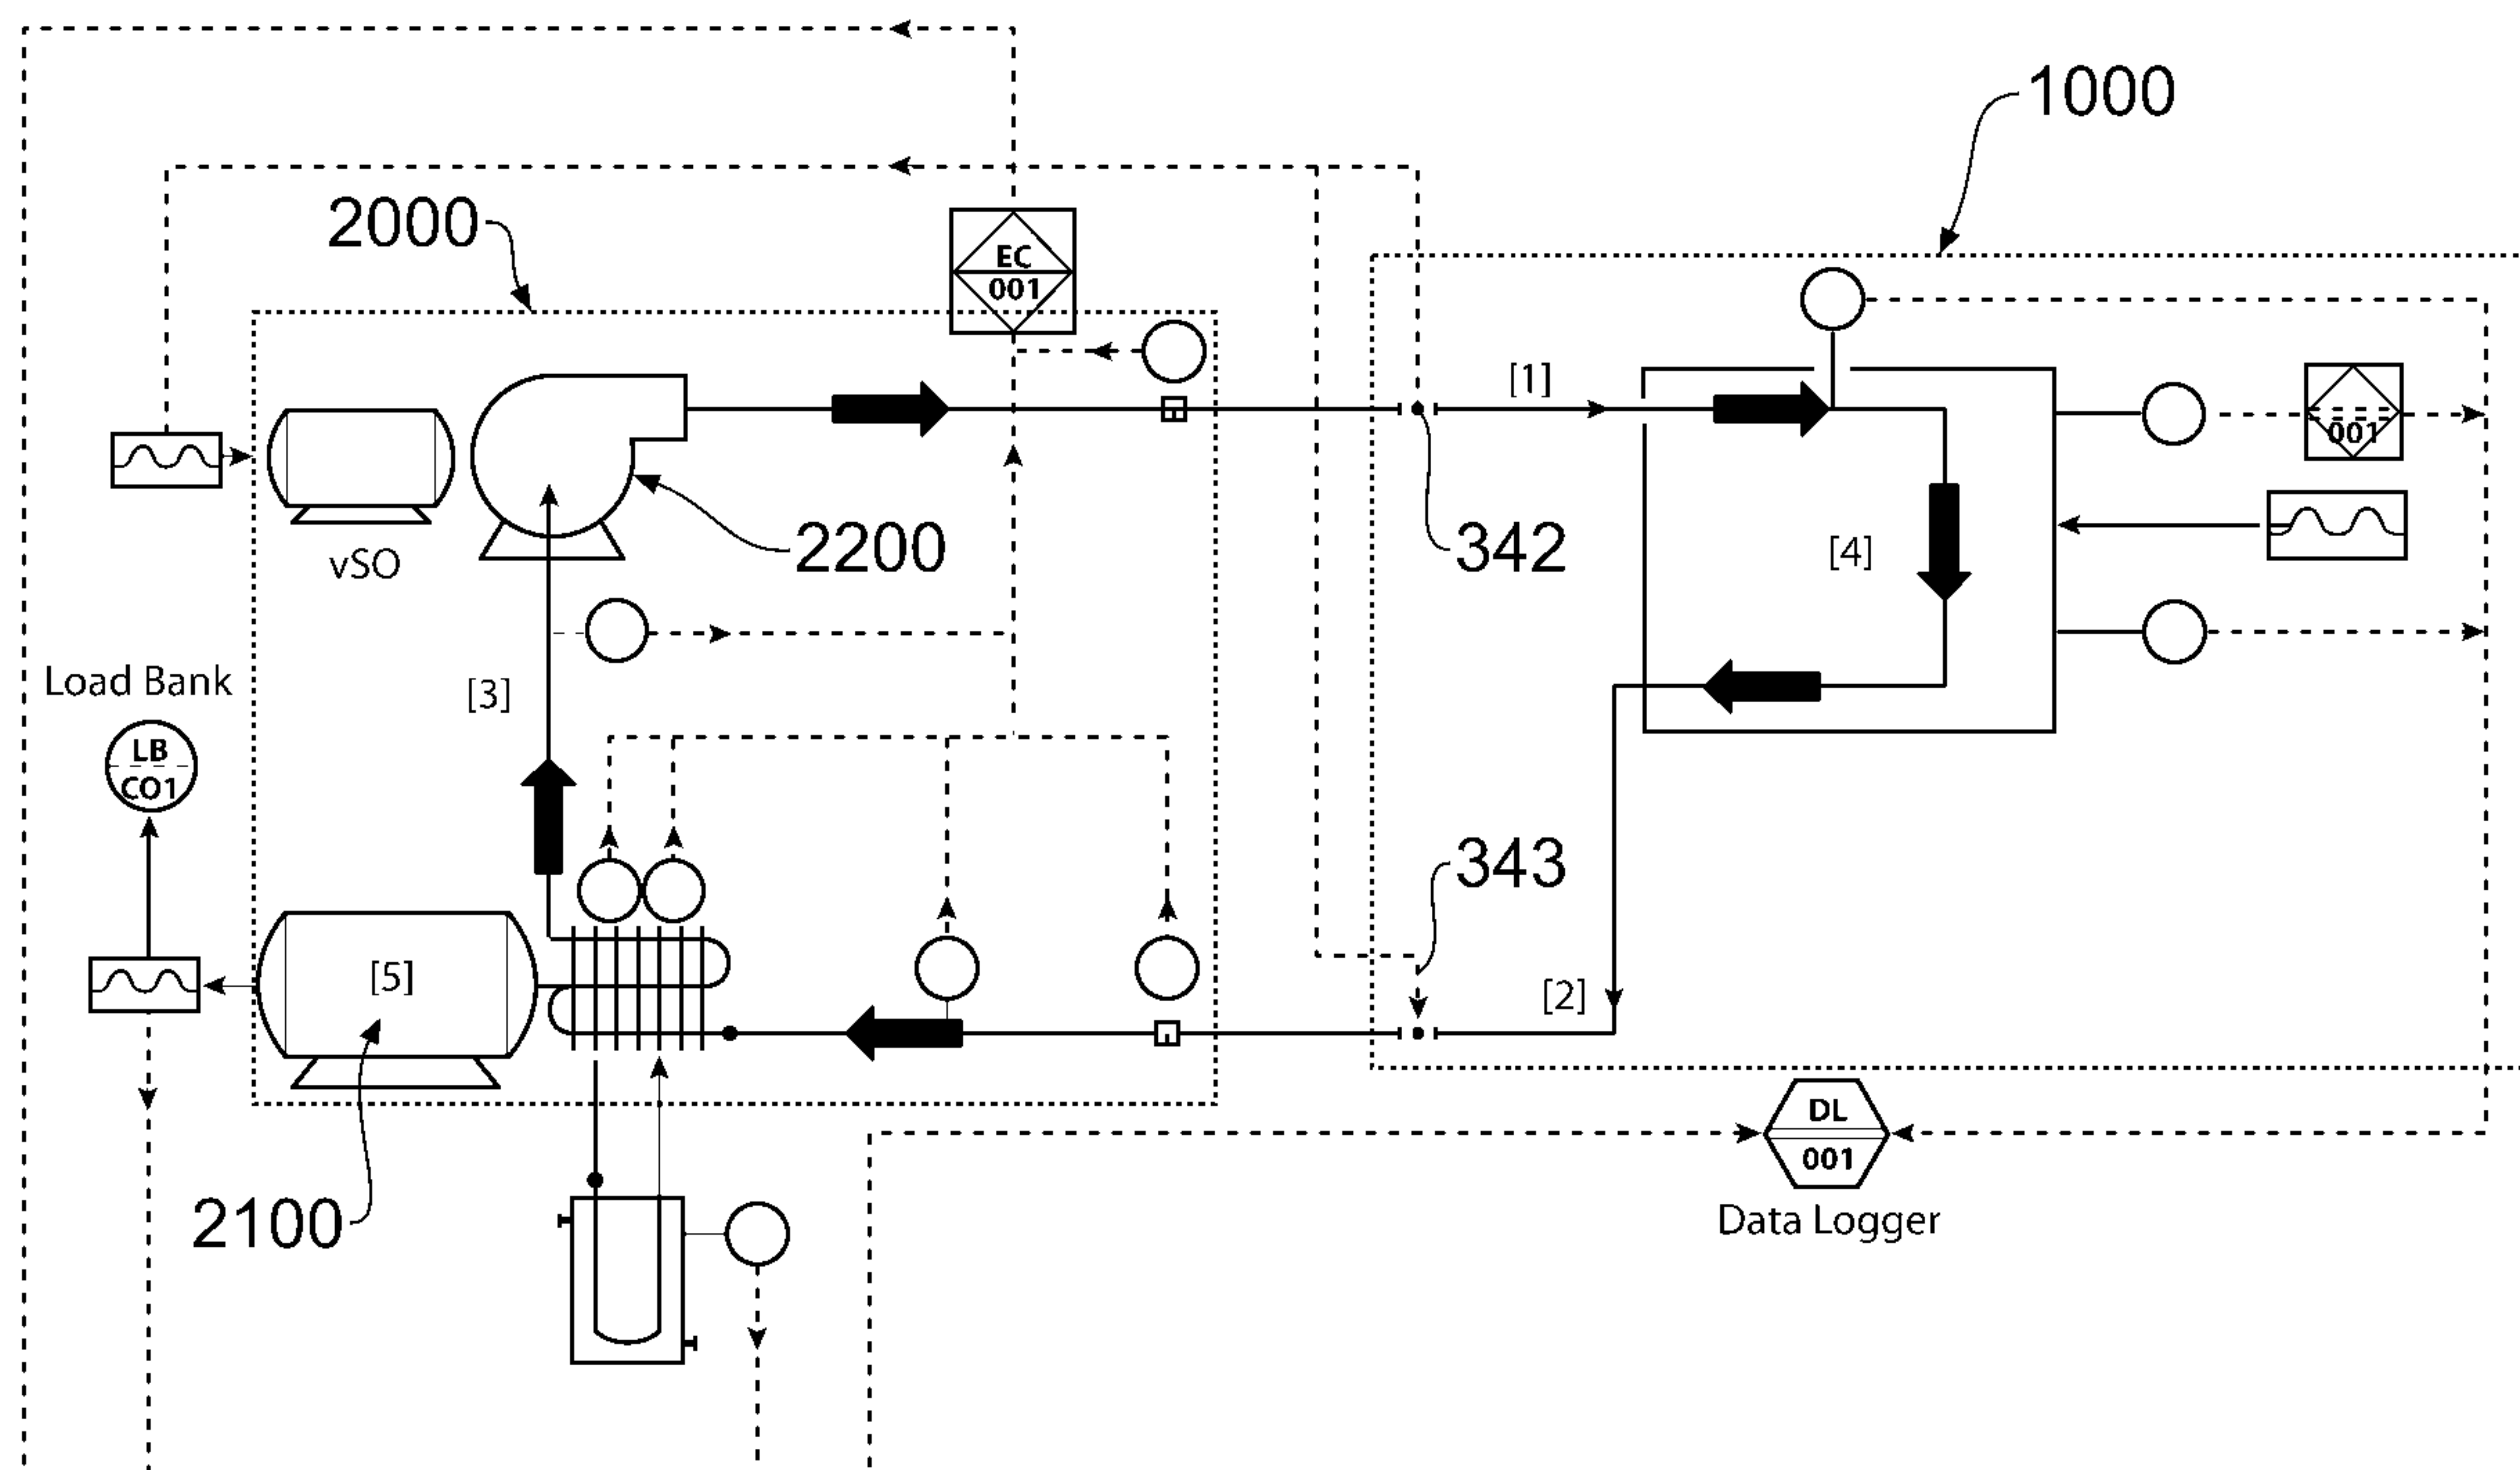 1000
2000
EC
001
[1]
001
vSO
2200
342
[4]
Load Bank
[3]
LB
CO1
343
[5]
[2]
DL
001
2100
Data Logger